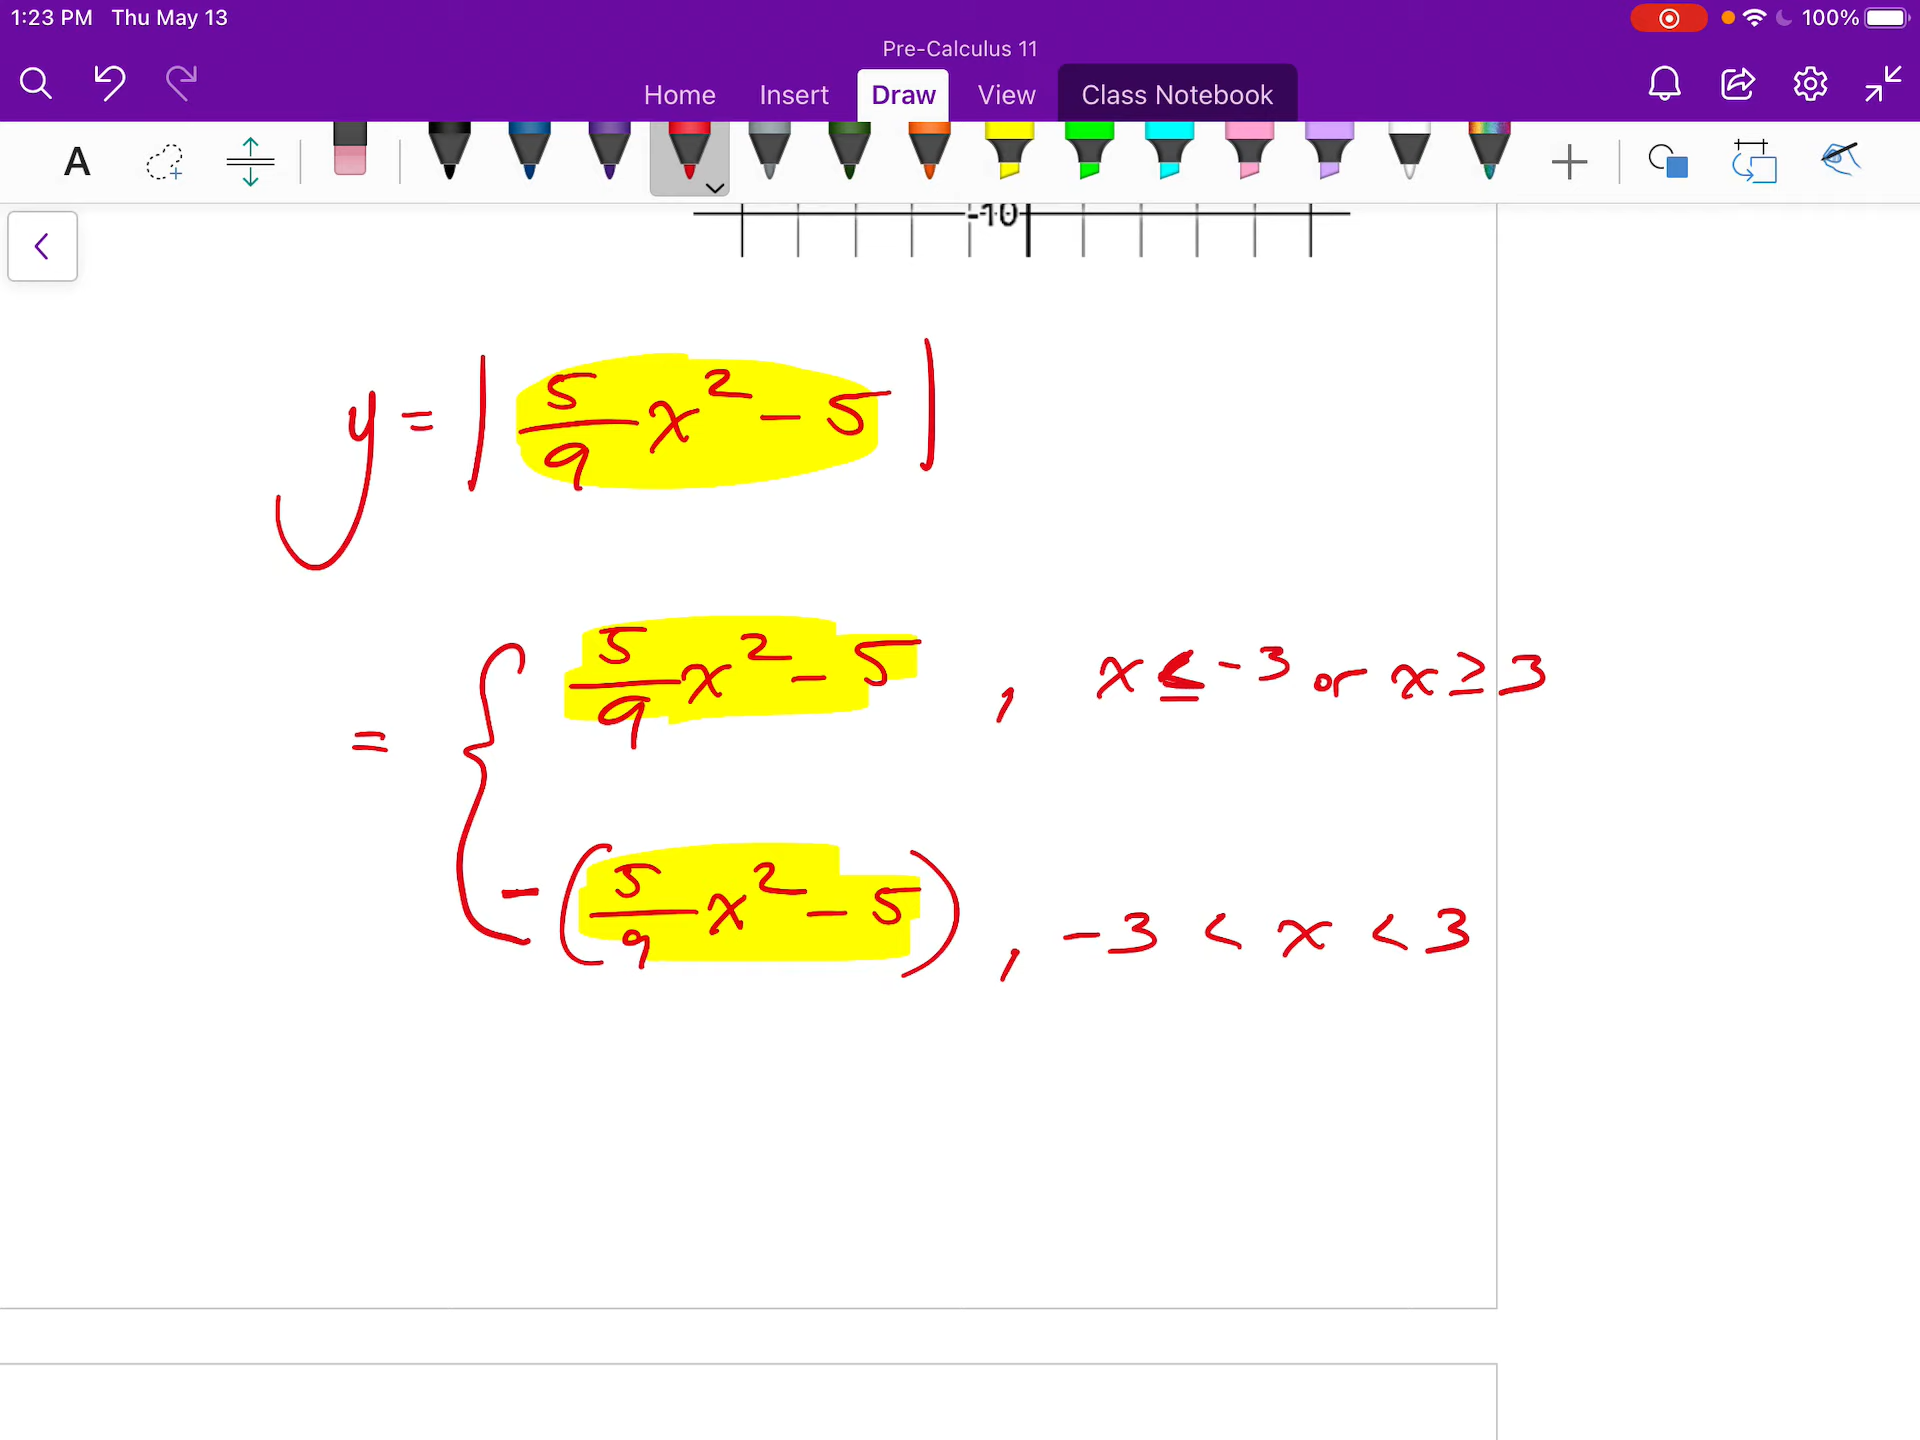 1:23 PM Thu May 13 100%
Pre-Calculus 11
Home Insert Draw View Class Notebook
A
-10
y = | 5/9 x² - 5 |
= { 5/9 x² - 5 , x ≤ -3 or x ≥ 3
-( 5/9 x² - 5 ) , -3 < x < 3